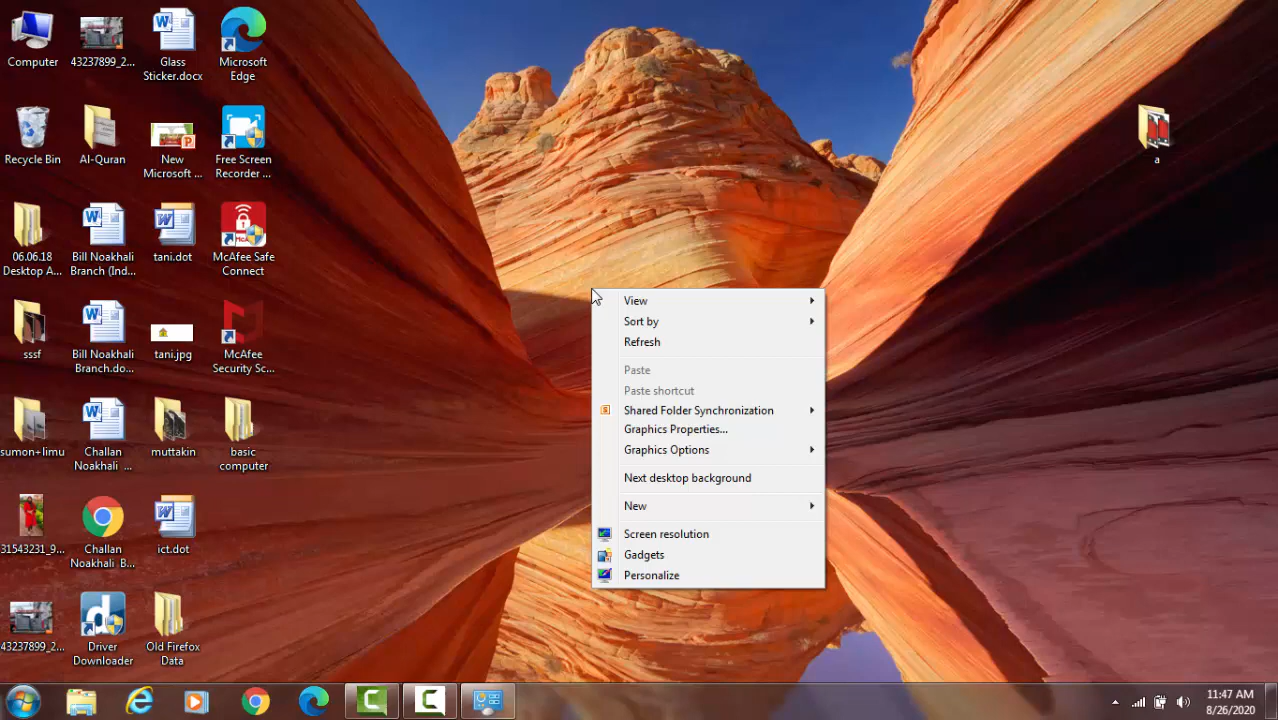 Computer
43237899_2...
Glass
Sticker.docx
Microsoft
Edge
Recycle Bin
Al-Quran
New
Microsoft ...
Free Screen
Recorder ...
a
06.06.18
Desktop A...
Bill Noakhali
Branch (Ind...
tani.dot
McAfee Safe
Connect
sssf
Bill Noakhali
Branch.do...
tani.jpg
McAfee
Security Sc...
sumon+limu
Challan
Noakhali ...
muttakin
basic
computer
31543231_9...
Challan
Noakhali B...
ict.dot
43237899_2...
Driver
Downloader
Old Firefox
Data
View
Sort by
Refresh
Paste
Paste shortcut
Shared Folder Synchronization
Graphics Properties...
Graphics Options
Next desktop background
New
Screen resolution
Gadgets
Personalize
11:47 AM
8/26/2020